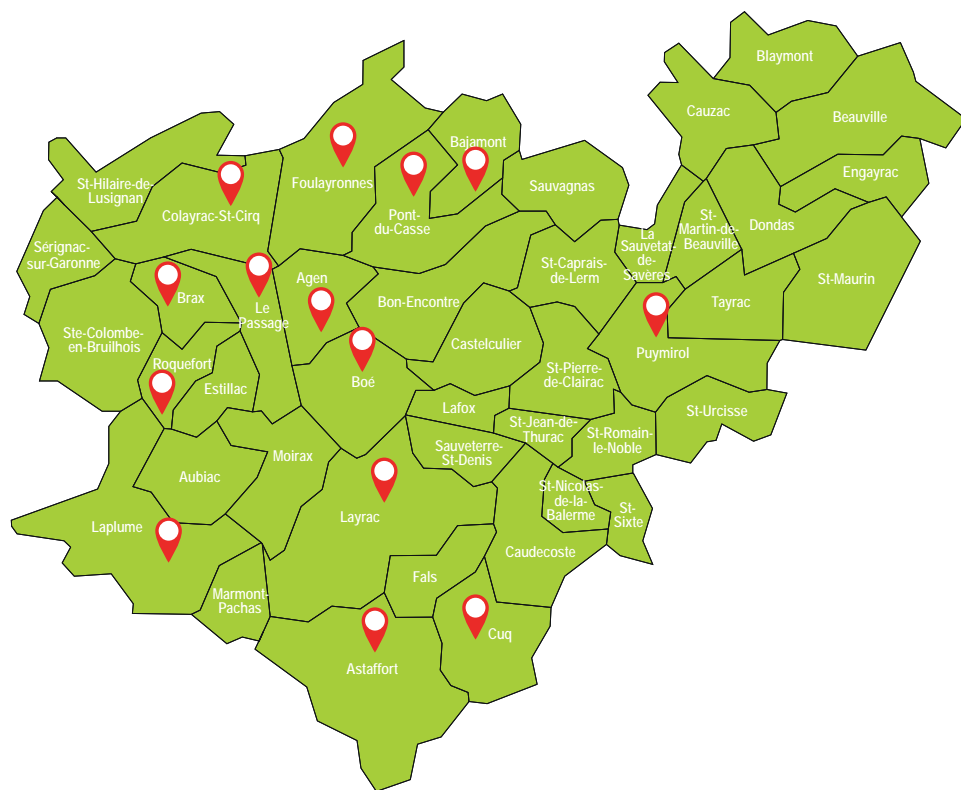 Blaymont
Cauzac
Beauville
Bajamont
Engayrac
Foulayronnes
St-Hilaire-de-
Lusignan
Sauvagnas
Colayrac-St-Cirq
Pont-
du-Casse
St-
Martin-de-
Beauville
Dondas
La
Sauvetat-
de-
Savères
Sérignac-
sur-Garonne
St-Caprais-
de-Lerm
St-Maurin
Agen
Brax
Bon-Encontre
Tayrac
Le
Passage
Ste-Colombe-
en-Bruilhois
Castelculier
Puymirol
Roquefort
Estillac
Boé
St-Pierre-
de-Clairac
Lafox
St-Urcisse
St-Jean-de-
Thurac
St-Romain-
le-Noble
Sauveterre-
St-Denis
Moirax
Aubiac
St-Nicolas-
de-la-
Balerme
St-
Sixte
Layrac
Laplume
Caudecoste
Fals
Marmont-
Pachas
Cuq
Astaffort